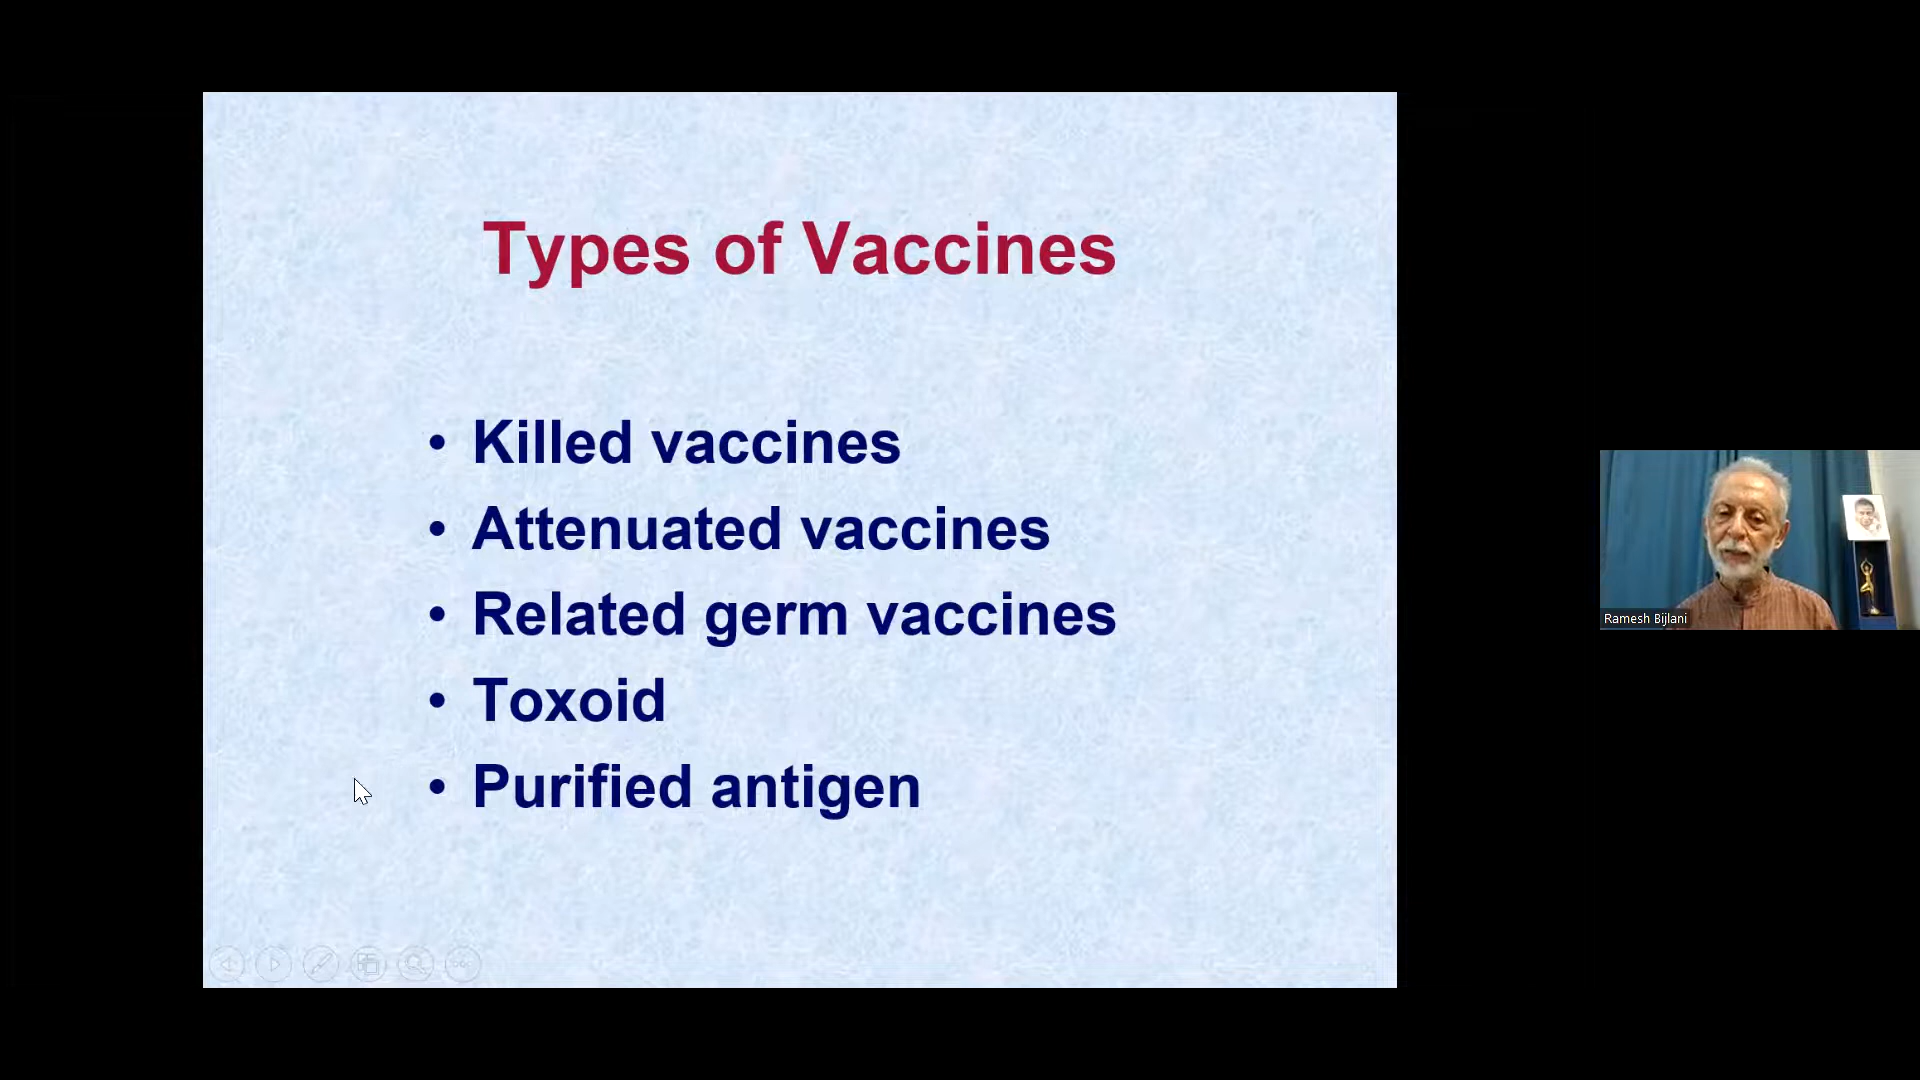 Types of Vaccines
• Killed vaccines
• Attenuated vaccines
• Related germ vaccines
• Toxoid
• Purified antigen
Ramesh Bijlani